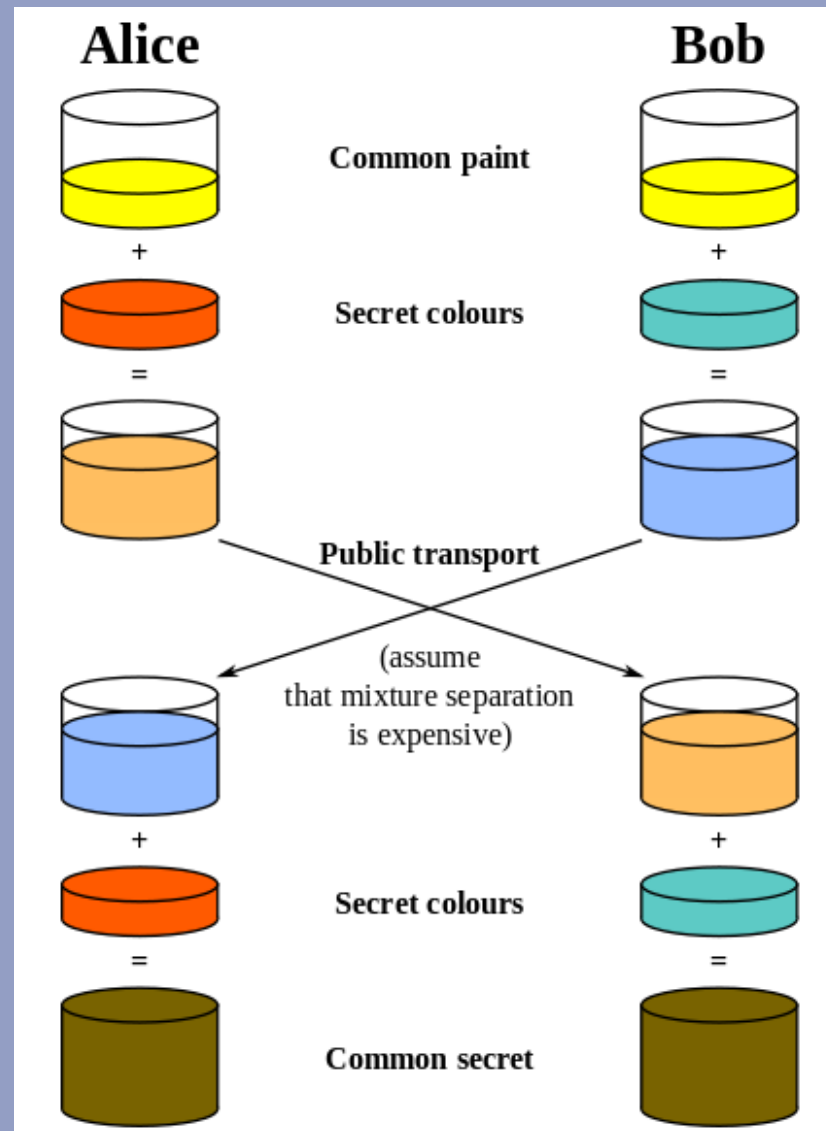 Alice Bob
Common paint
+ +
Secret colours
= =
Public transport
(assume
that mixture separation
is expensive)
+ +
Secret colours
= =
Common secret